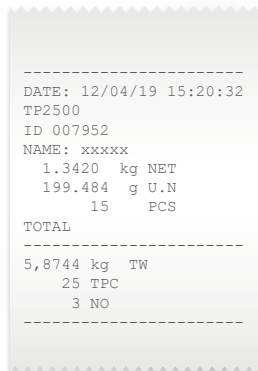 ----------------------
DATE: 12/04/19 15:20:32
TP2500
ID 007952
NAME: xxxxx
1.3420 kg NET
199.484 g U.N
15 PCS
TOTAL
----------------------
5,8744 kg TW
25 TPC
3 NO
----------------------